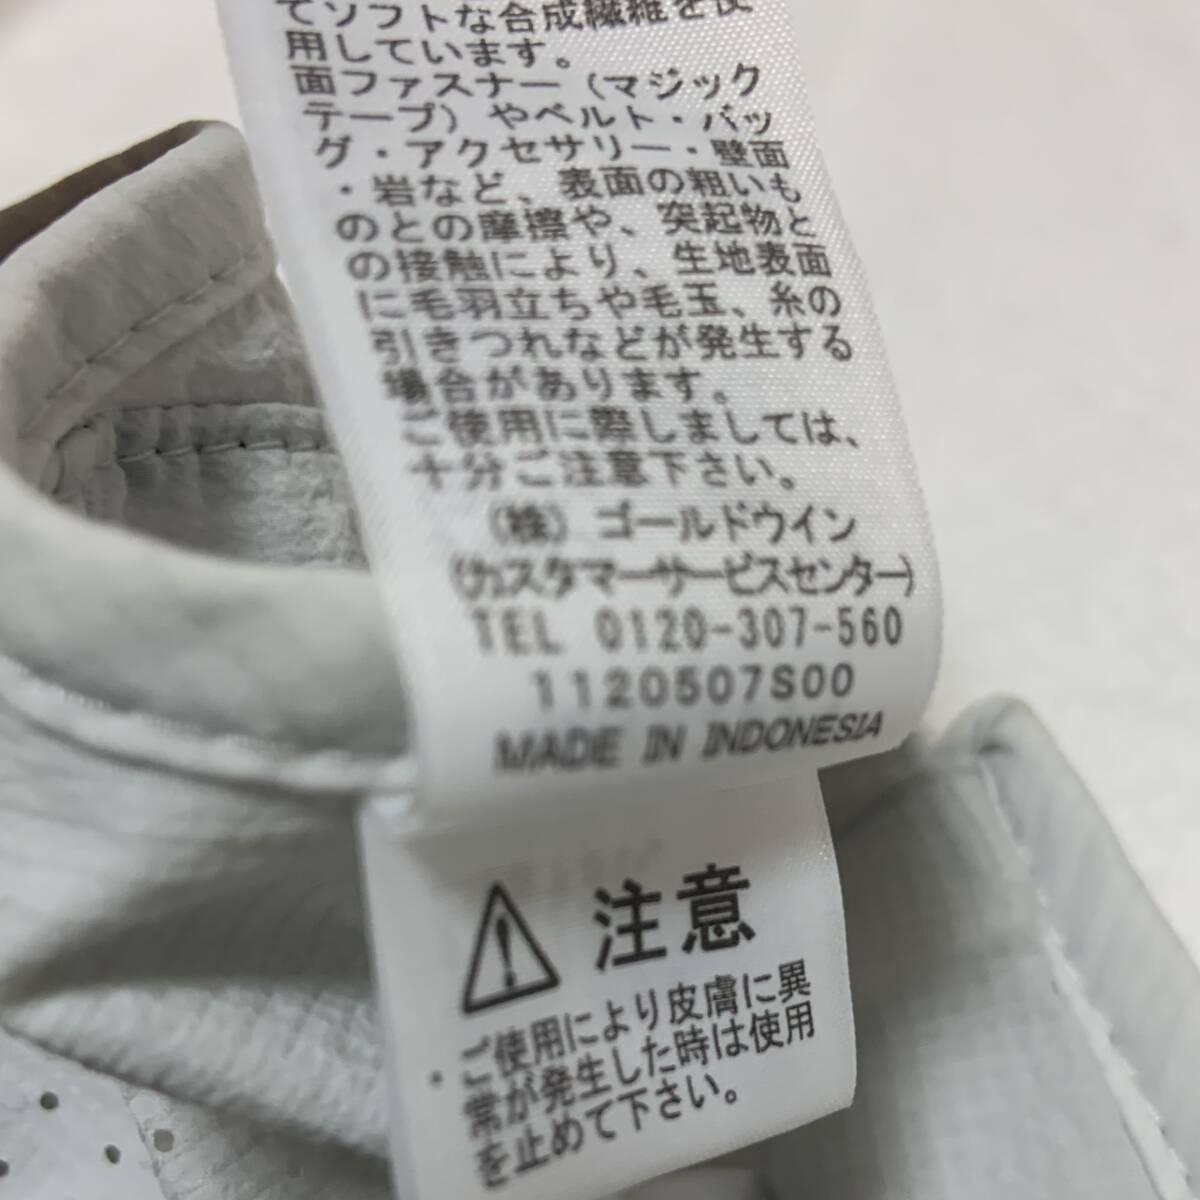 てソフトな合成繊維を使
用しています。
面ファスナー(マジック
テープ)やベルト・バッ
グ・アクセサリー・壁面
・岩など、表面の粗いも
のとの摩擦や、突起物と
の接触により、生地表面
に毛羽立ちや毛玉、糸の
引きつれなどが発生する
場合があります。
ご使用に際しましては、
十分ご注意下さい。
(株)ゴールドウイン
(カスタマーサービスセンター)
TEL 0120-307-560
1120507S00
MADE IN INDONESIA
注意
・ご使用により皮膚に異
常が発生した時は使用
を止めて下さい。